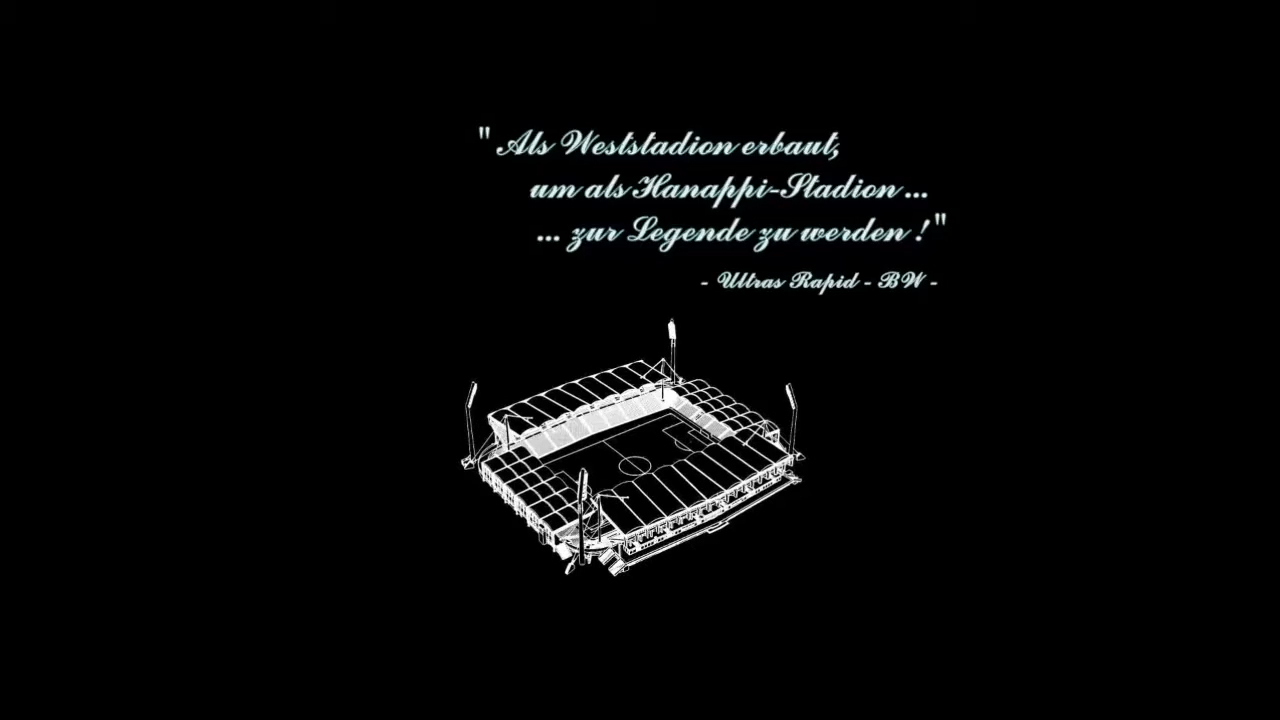 " Als Weststadion erbaut,
um als Hanappi-Stadion ...
... zur Legende zu werden ! "
- Ultras Rapid - BW -